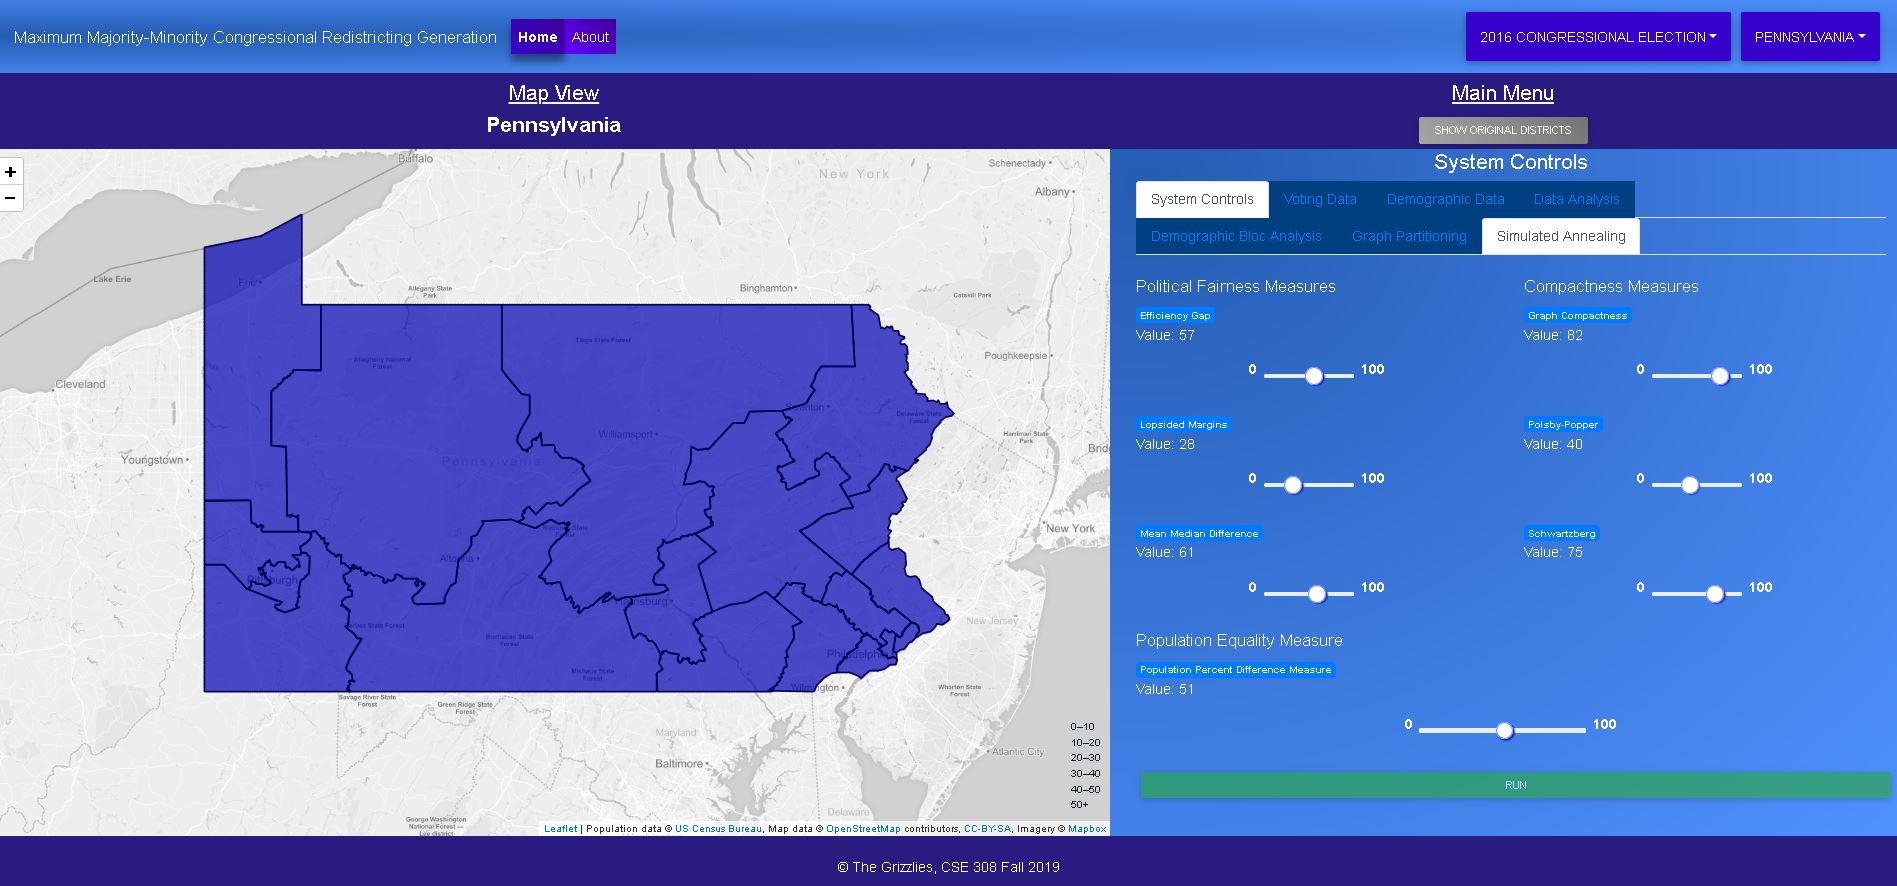 Maximum Majority-Minority Congressional Redistricting Generation
Home
About
2016 CONGRESSIONAL ELECTION
PENNSYLVANIA
Map View
Pennsylvania
Main Menu
SHOW ORIGINAL DISTRICTS
+
−
Buffalo
New York
Schenectady
Albany
Lake Erie
Erie
Allegany State
Park
Binghamton
Catskill Park
Poughkeepsie
Tioga State Forest
Allegheny National
Forest
Cleveland
Scranton
Delaware State
Forest
Harriman State
Park
Williamsport
Youngstown
Pennsylvania
New York
Altoona
Pittsburgh
Harrisburg
Forbes State Forest
Buchanan State
Forest
New Jersey
Philadelphia
Michaux State
Forest
Wilmington
Wharton State
Forest
Savage River State
Forest
Green Ridge State
Forest
Maryland
Baltimore
Atlantic City
Delaware
George Washington
National Forest —
Lee district
0–10
10–20
20–30
30–40
40–50
50+
Leaflet | Population data © US Census Bureau, Map data © OpenStreetMap contributors, CC-BY-SA, Imagery © Mapbox
System Controls
System Controls
Voting Data
Demographic Data
Data Analysis
Demographic Bloc Analysis
Graph Partitioning
Simulated Annealing
Political Fairness Measures
Efficiency Gap
Value: 57
0 100
Lopsided Margins
Value: 28
0 100
Mean Median Difference
Value: 61
0 100
Compactness Measures
Graph Compactness
Value: 82
0 100
Polsby-Popper
Value: 40
0 100
Schwartzberg
Value: 75
0 100
Population Equality Measure
Population Percent Difference Measure
Value: 51
0 100
RUN
© The Grizzlies, CSE 308 Fall 2019